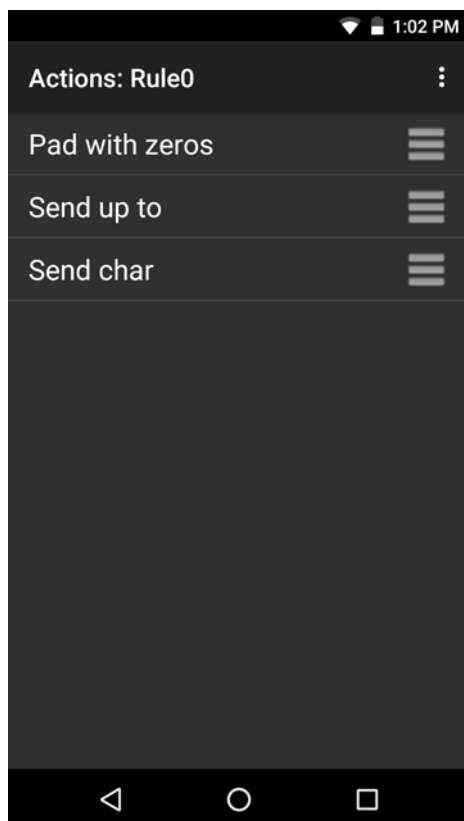 1:02 PM
Actions: Rule0
Pad with zeros
Send up to
Send char